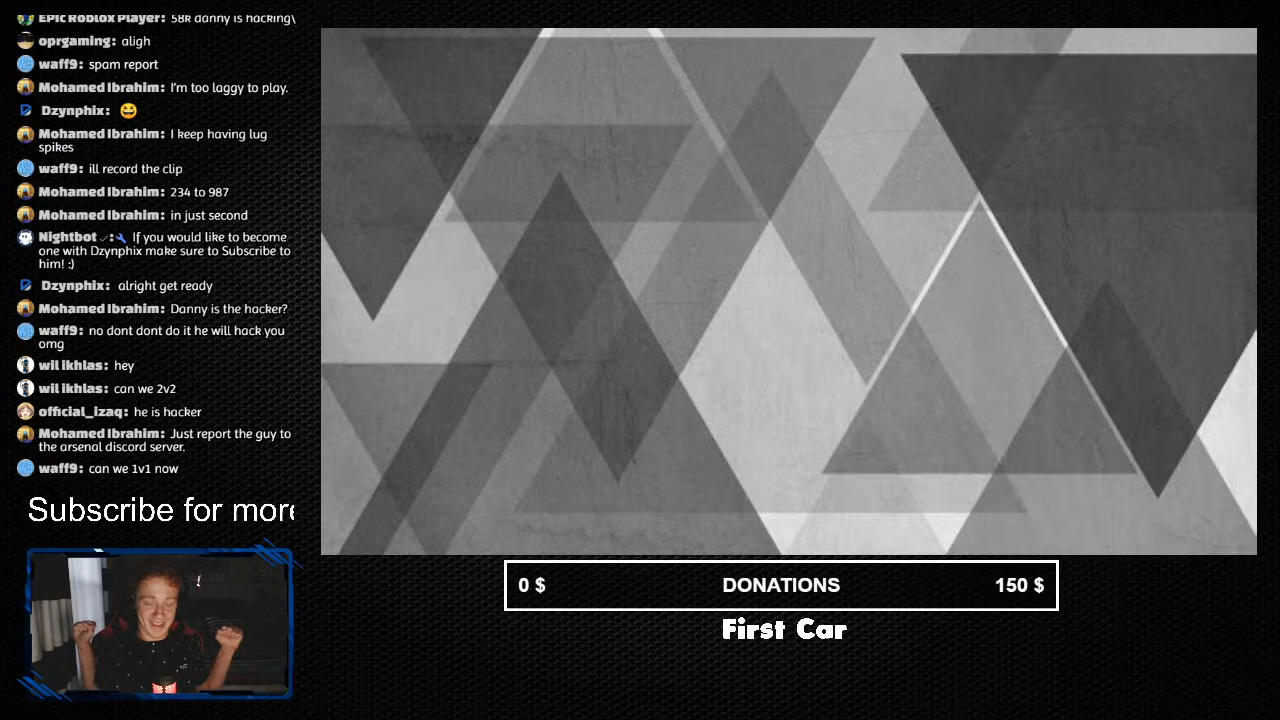 EPIC Roblox Player: 58R danny is hacking\
oprgaming: aligh
waff9: spam report
Mohamed Ibrahim: I'm too laggy to play.
Dzynphix: 😆
Mohamed Ibrahim: I keep having lug
spikes
waff9: ill record the clip
Mohamed Ibrahim: 234 to 987
Mohamed Ibrahim: in just second
Nightbot ✓:🔧 If you would like to become
one with Dzynphix make sure to Subscribe to
him! :)
Dzynphix: alright get ready
Mohamed Ibrahim: Danny is the hacker?
waff9: no dont dont do it he will hack you
omg
wil ikhlas: hey
wil ikhlas: can we 2v2
official_izaq: he is hacker
Mohamed Ibrahim: Just report the guy to
the arsenal discord server.
waff9: can we 1v1 now
Subscribe for more
0 $ DONATIONS 150 $
First Car